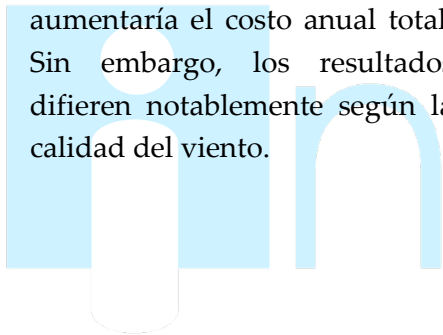 aumentaría el costo anual total
Sin embargo, los resultados
difieren notablemente según la
calidad del viento.